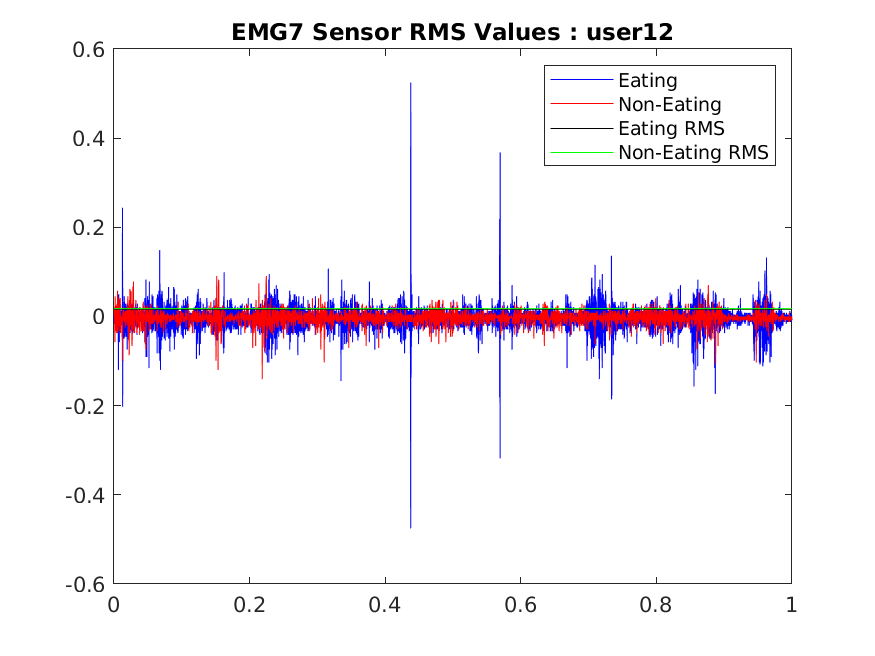 EMG7 Sensor RMS Values : user12
0.6
0.4
0.2
0
-0.2
-0.4
-0.6
Eating
Non-Eating
Eating RMS
Non-Eating RMS
0 0.2 0.4 0.6 0.8 1